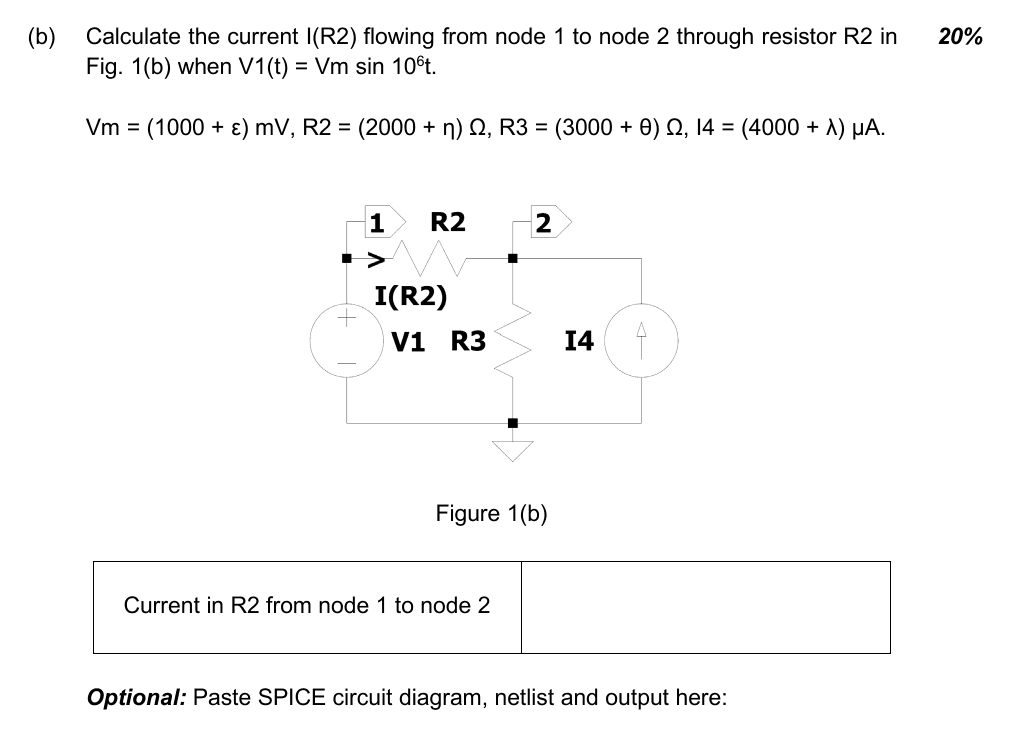 (b) Calculate the current I(R2) flowing from node 1 to node 2 through resistor R2 in 20%
Fig. 1(b) when V1(t) = Vm sin 10⁶t.
Vm = (1000 + ε) mV, R2 = (2000 + η) Ω, R3 = (3000 + θ) Ω, I4 = (4000 + λ) μA.
1 R2 2
>
I(R2)
+
V1 R3 I4
Figure 1(b)
Current in R2 from node 1 to node 2
Optional: Paste SPICE circuit diagram, netlist and output here: